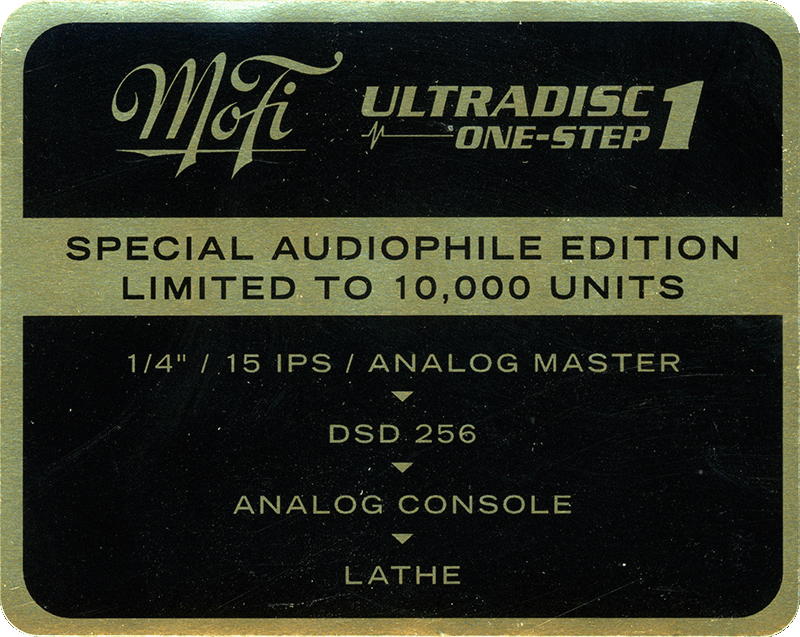 MoFi ULTRADISC 1
ONE-STEP
SPECIAL AUDIOPHILE EDITION
LIMITED TO 10,000 UNITS
1/4" / 15 IPS / ANALOG MASTER
DSD 256
ANALOG CONSOLE
LATHE